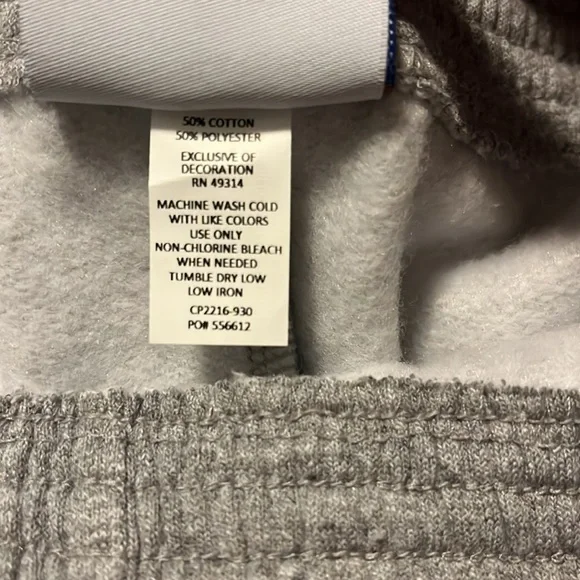 50% COTTON
50% POLYESTER
EXCLUSIVE OF
DECORATION
RN 49314
MACHINE WASH COLD
WITH LIKE COLORS
USE ONLY
NON-CHLORINE BLEACH
WHEN NEEDED
TUMBLE DRY LOW
LOW IRON
CP2216-930
PO# 556612